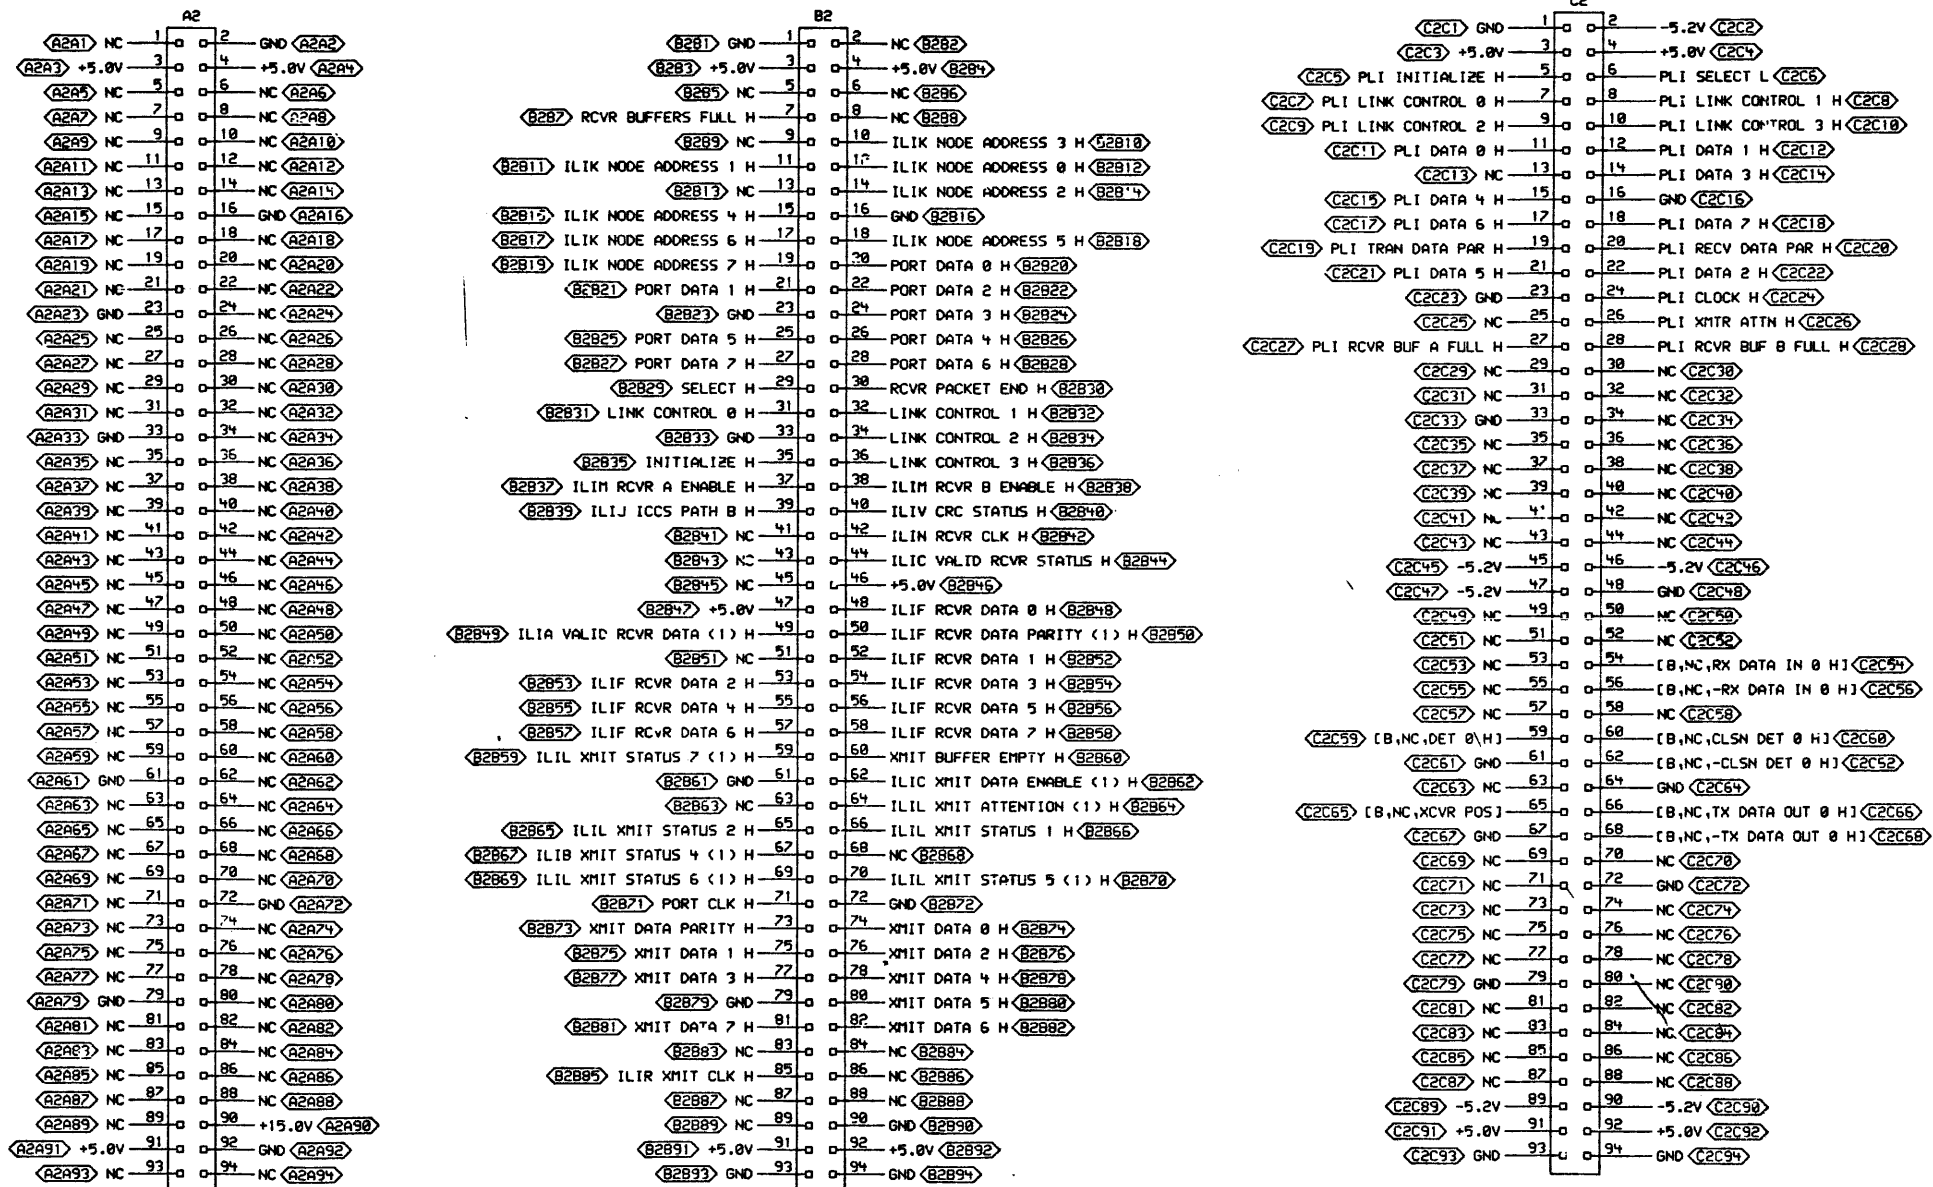 A2
A2A1 NC 1 2 GND A2A2
A2A3 +5.0V 3 4 +5.0V A2A4
A2A5 NC 5 6 NC A2A6
A2A7 NC 7 8 NC A2A8
A2A9 NC 9 10 NC A2A10
A2A11 NC 11 12 NC A2A12
A2A13 NC 13 14 NC A2A14
A2A15 NC 15 16 GND A2A16
A2A17 NC 17 18 NC A2A18
A2A19 NC 19 20 NC A2A20
A2A21 NC 21 22 NC A2A22
A2A23 GND 23 24 NC A2A24
A2A25 NC 25 26 NC A2A26
A2A27 NC 27 28 NC A2A28
A2A29 NC 29 30 NC A2A30
A2A31 NC 31 32 NC A2A32
A2A33 GND 33 34 NC A2A34
A2A35 NC 35 36 NC A2A36
A2A37 NC 37 38 NC A2A38
A2A39 NC 39 40 NC A2A40
A2A41 NC 41 42 NC A2A42
A2A43 NC 43 44 NC A2A44
A2A45 NC 45 46 NC A2A46
A2A47 NC 47 48 NC A2A48
A2A49 NC 49 50 NC A2A50
A2A51 NC 51 52 NC A2A52
A2A53 NC 53 54 NC A2A54
A2A55 NC 55 56 NC A2A56
A2A57 NC 57 58 NC A2A58
A2A59 NC 59 60 NC A2A60
A2A61 GND 61 62 NC A2A62
A2A63 NC 63 64 NC A2A64
A2A65 NC 65 66 NC A2A66
A2A67 NC 67 68 NC A2A68
A2A69 NC 69 70 NC A2A70
A2A71 NC 71 72 GND A2A72
A2A73 NC 73 74 NC A2A74
A2A75 NC 75 76 NC A2A76
A2A77 NC 77 78 NC A2A78
A2A79 GND 79 80 NC A2A80
A2A81 NC 81 82 NC A2A82
A2A83 NC 83 84 NC A2A84
A2A85 NC 85 86 NC A2A86
A2A87 NC 87 88 NC A2A88
A2A89 NC 89 90 +15.0V A2A90
A2A91 +5.0V 91 92 GND A2A92
A2A93 NC 93 94 NC A2A94
B2
B2B1 GND 1 2 NC B2B2
B2B3 +5.0V 3 4 +5.0V B2B4
B2B5 NC 5 6 NC B2B6
B2B7 RCVR BUFFERS FULL H 7 8 NC B2B8
B2B9 NC 9 10 ILIK NODE ADDRESS 3 H B2B10
B2B11 ILIK NODE ADDRESS 1 H 11 12 ILIK NODE ADDRESS 0 H B2B12
B2B13 NC 13 14 ILIK NODE ADDRESS 2 H B2B14
B2B15 ILIK NODE ADDRESS 4 H 15 16 GND B2B16
B2B17 ILIK NODE ADDRESS 6 H 17 18 ILIK NODE ADDRESS 5 H B2B18
B2B19 ILIK NODE ADDRESS 7 H 19 20 PORT DATA 0 H B2B20
B2B21 PORT DATA 1 H 21 22 PORT DATA 2 H B2B22
B2B23 GND 23 24 PORT DATA 3 H B2B24
B2B25 PORT DATA 5 H 25 26 PORT DATA 4 H B2B26
B2B27 PORT DATA 7 H 27 28 PORT DATA 6 H B2B28
B2B29 SELECT H 29 30 RCVR PACKET END H B2B30
B2B31 LINK CONTROL 0 H 31 32 LINK CONTROL 1 H B2B32
B2B33 GND 33 34 LINK CONTROL 2 H B2B34
B2B35 INITIALIZE H 35 36 LINK CONTROL 3 H B2B36
B2B37 ILIM RCVR A ENABLE H 37 38 ILIM RCVR B ENABLE H B2B38
B2B39 ILIJ ICCS PATH B H 39 40 ILIV CRC STATUS H B2B40
B2B41 NC 41 42 ILIN RCVR CLK H B2B42
B2B43 NC 43 44 ILIC VALID RCVR STATUS H B2B44
B2B45 NC 45 46 +5.0V B2B46
B2B47 +5.0V 47 48 ILIF RCVR DATA 0 H B2B48
B2B49 ILIA VALID RCVR DATA (1) H 49 50 ILIF RCVR DATA PARITY (1) H B2B50
B2B51 NC 51 52 ILIF RCVR DATA 1 H B2B52
B2B53 ILIF RCVR DATA 2 H 53 54 ILIF RCVR DATA 3 H B2B54
B2B55 ILIF RCVR DATA 4 H 55 56 ILIF RCVR DATA 5 H B2B56
B2B57 ILIF RCVR DATA 6 H 57 58 ILIF RCVR DATA 7 H B2B58
B2B59 ILIL XMIT STATUS 7 (1) H 59 60 XMIT BUFFER EMPTY H B2B60
B2B61 GND 61 62 ILIC XMIT DATA ENABLE (1) H B2B62
B2B63 NC 63 64 ILIL XMIT ATTENTION (1) H B2B64
B2B65 ILIL XMIT STATUS 2 H 65 66 ILIL XMIT STATUS 1 H B2B66
B2B67 ILIB XMIT STATUS 4 (1) H 67 68 NC B2B68
B2B69 ILIL XMIT STATUS 6 (1) H 69 70 ILIL XMIT STATUS 5 (1) H B2B70
B2B71 PORT CLK H 71 72 GND B2B72
B2B73 XMIT DATA PARITY H 73 74 XMIT DATA 0 H B2B74
B2B75 XMIT DATA 1 H 75 76 XMIT DATA 2 H B2B76
B2B77 XMIT DATA 3 H 77 78 XMIT DATA 4 H B2B78
B2B79 GND 79 80 XMIT DATA 5 H B2B80
B2B81 XMIT DATA 7 H 81 82 XMIT DATA 6 H B2B82
B2B83 NC 83 84 NC B2B84
B2B85 ILIR XMIT CLK H 85 86 NC B2B86
B2B87 NC 87 88 NC B2B88
B2B89 NC 89 90 GND B2B90
B2B91 +5.0V 91 92 +5.0V B2B92
B2B93 GND 93 94 GND B2B94
C2
C2C1 GND 1 2 -5.2V C2C2
C2C3 +5.0V 3 4 +5.0V C2C4
C2C5 PLI INITIALIZE H 5 6 PLI SELECT L C2C6
C2C7 PLI LINK CONTROL 0 H 7 8 PLI LINK CONTROL 1 H C2C8
C2C9 PLI LINK CONTROL 2 H 9 10 PLI LINK CONTROL 3 H C2C10
C2C11 PLI DATA 0 H 11 12 PLI DATA 1 H C2C12
C2C13 NC 13 14 PLI DATA 3 H C2C14
C2C15 PLI DATA 4 H 15 16 GND C2C16
C2C17 PLI DATA 6 H 17 18 PLI DATA 7 H C2C18
C2C19 PLI TRAN DATA PAR H 19 20 PLI RECV DATA PAR H C2C20
C2C21 PLI DATA 5 H 21 22 PLI DATA 2 H C2C22
C2C23 GND 23 24 PLI CLOCK H C2C24
C2C25 NC 25 26 PLI XMTR ATTN H C2C26
C2C27 PLI RCVR BUF A FULL H 27 28 PLI RCVR BUF B FULL H C2C28
C2C29 NC 29 30 NC C2C30
C2C31 NC 31 32 NC C2C32
C2C33 GND 33 34 NC C2C34
C2C35 NC 35 36 NC C2C36
C2C37 NC 37 38 NC C2C38
C2C39 NC 39 40 NC C2C40
C2C41 NC 41 42 NC C2C42
C2C43 NC 43 44 NC C2C44
C2C45 -5.2V 45 46 -5.2V C2C46
C2C47 -5.2V 47 48 GND C2C48
C2C49 NC 49 50 NC C2C50
C2C51 NC 51 52 NC C2C52
C2C53 NC 53 54 [B,NC,RX DATA IN 0 H] C2C54
C2C55 NC 55 56 [B,NC,-RX DATA IN 0 H] C2C56
C2C57 NC 57 58 NC C2C58
C2C59 [B,NC,DET 0\H] 59 60 [B,NC,CLSN DET 0 H] C2C60
C2C61 GND 61 62 [B,NC,-CLSN DET 0 H] C2C62
C2C63 NC 63 64 GND C2C64
C2C65 [B,NC,XCVR POS] 65 66 [B,NC,TX DATA OUT 0 H] C2C66
C2C67 GND 67 68 [B,NC,-TX DATA OUT 0 H] C2C68
C2C69 NC 69 70 NC C2C70
C2C71 NC 71 72 GND C2C72
C2C73 NC 73 74 NC C2C74
C2C75 NC 75 76 NC C2C76
C2C77 NC 77 78 NC C2C78
C2C79 GND 79 80 NC C2C80
C2C81 NC 81 82 NC C2C82
C2C83 NC 83 84 NC C2C84
C2C85 NC 85 86 NC C2C86
C2C87 NC 87 88 NC C2C88
C2C89 -5.2V 89 90 -5.2V C2C90
C2C91 +5.0V 91 92 +5.0V C2C92
C2C93 GND 93 94 GND C2C94